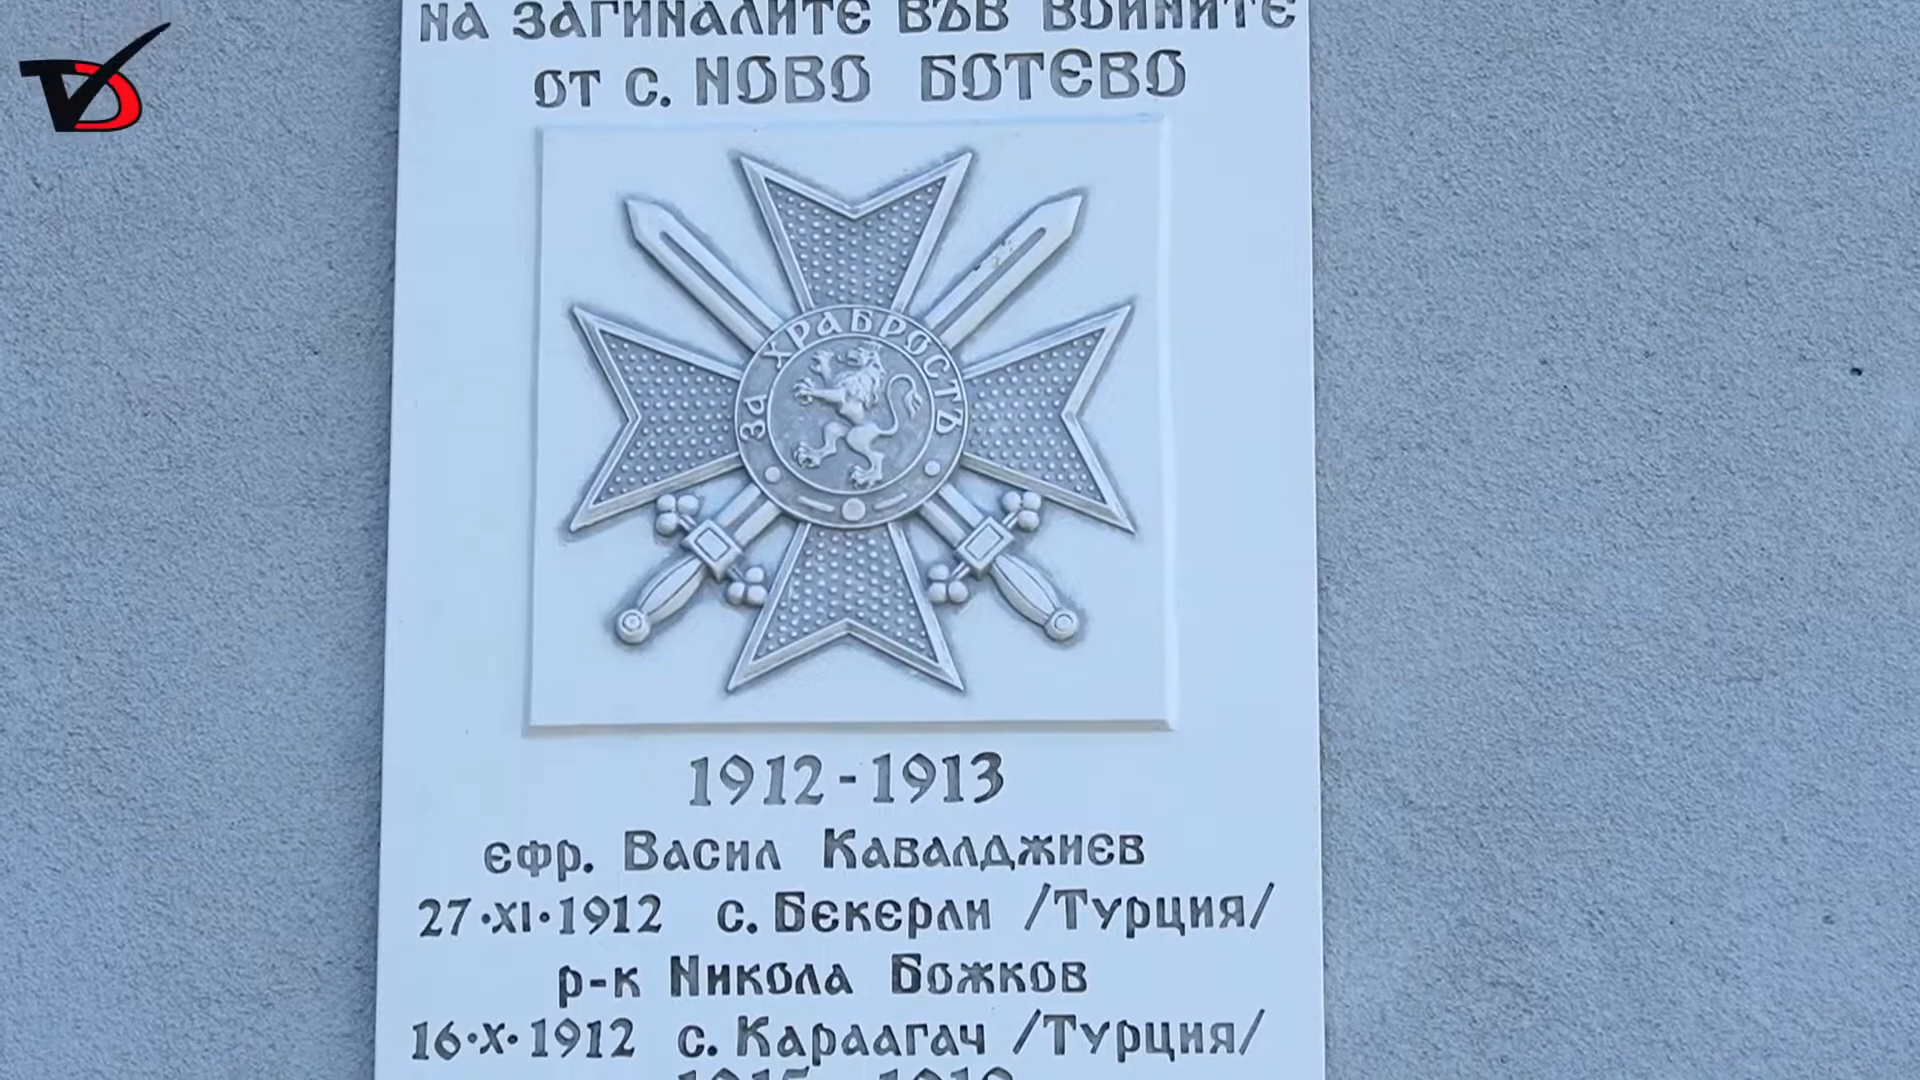 на загиналите във войните
от с. Ново Ботево
За храбростъ
1912-1913
ефр. Васил Кавалджиев
27·XI·1912 с. Бекерли /Турция/
р-к Никола Божков
16·X·1912 с. Караагач /Турция/